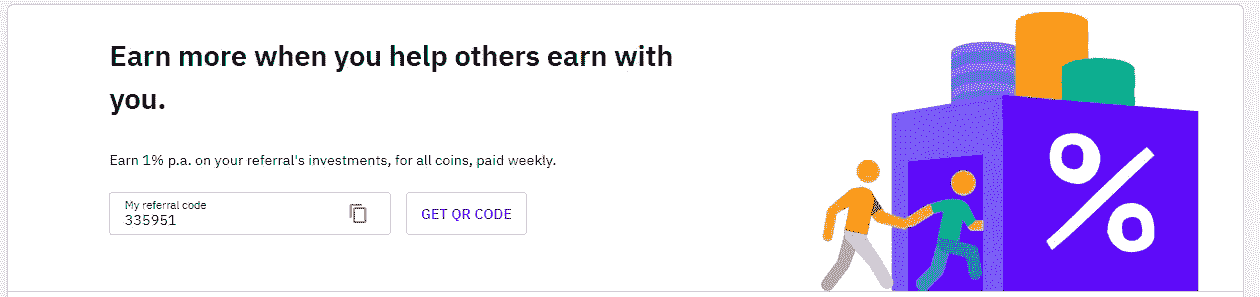 Earn more when you help others earn with
you.
Earn 1% p.a. on your referral's investments, for all coins, paid weekly.
My referral code
335951
GET QR CODE
%